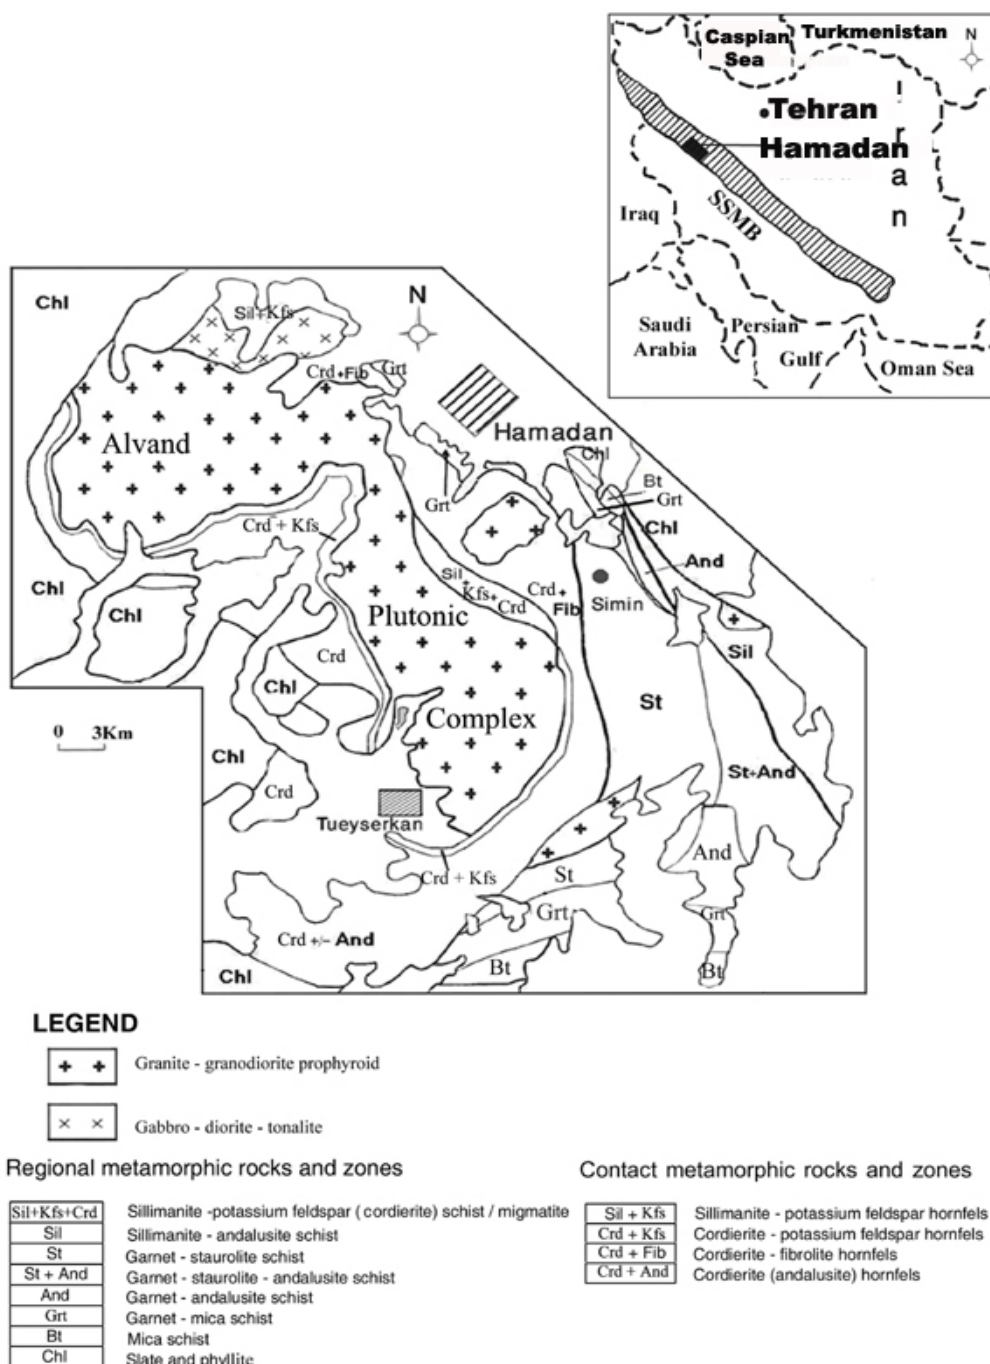 Caspian
Sea
Turkmenistan
N
Tehran
Hamadan
I
r
a
n
Iraq
SSMB
Saudi
Arabia
Persian
Gulf
Oman Sea
Chl
Sil+Kfs
N
Crd+Fib
Grt
Alvand
Hamadan
Chl
Grt
Bt
Grt
Chl
Crd + Kfs
And
Chl
Sil+
Kfs+
Crd
Crd+
Fib
Simin
Chl
Plutonic
Crd
Sil
Chl
St
Complex
0 3Km
Chl
St+And
Crd
Tueyserkan
And
Crd + Kfs
St
Grt
Grt
Crd +/- And
Chl
Bt
Bt
LEGEND
Granite - granodiorite prophyroid
Gabbro - diorite - tonalite
Regional metamorphic rocks and zones
Sil+Kfs+Crd Sillimanite -potassium feldspar ( cordierite) schist / migmatite
Sil Sillimanite - andalusite schist
St Garnet - staurolite schist
St + And Garnet - staurolite - andalusite schist
And Garnet - andalusite schist
Grt Garnet - mica schist
Bt Mica schist
Chl Slate and phyllite
Contact metamorphic rocks and zones
Sil + Kfs Sillimanite - potassium feldspar hornfels
Crd + Kfs Cordierite - potassium feldspar hornfels
Crd + Fib Cordierite - fibrolite hornfels
Crd + And Cordierite (andalusite) hornfels